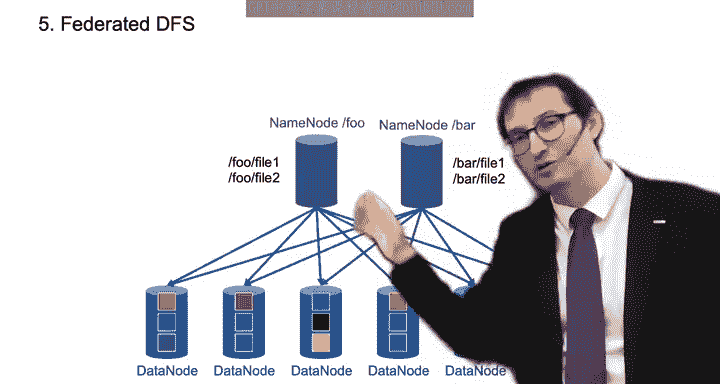 5. Federated DFS
NameNode /foo
NameNode /bar
/foo/file1
/foo/file2
/bar/file1
/bar/file2
DataNode
DataNode
DataNode
DataNode
DataNode